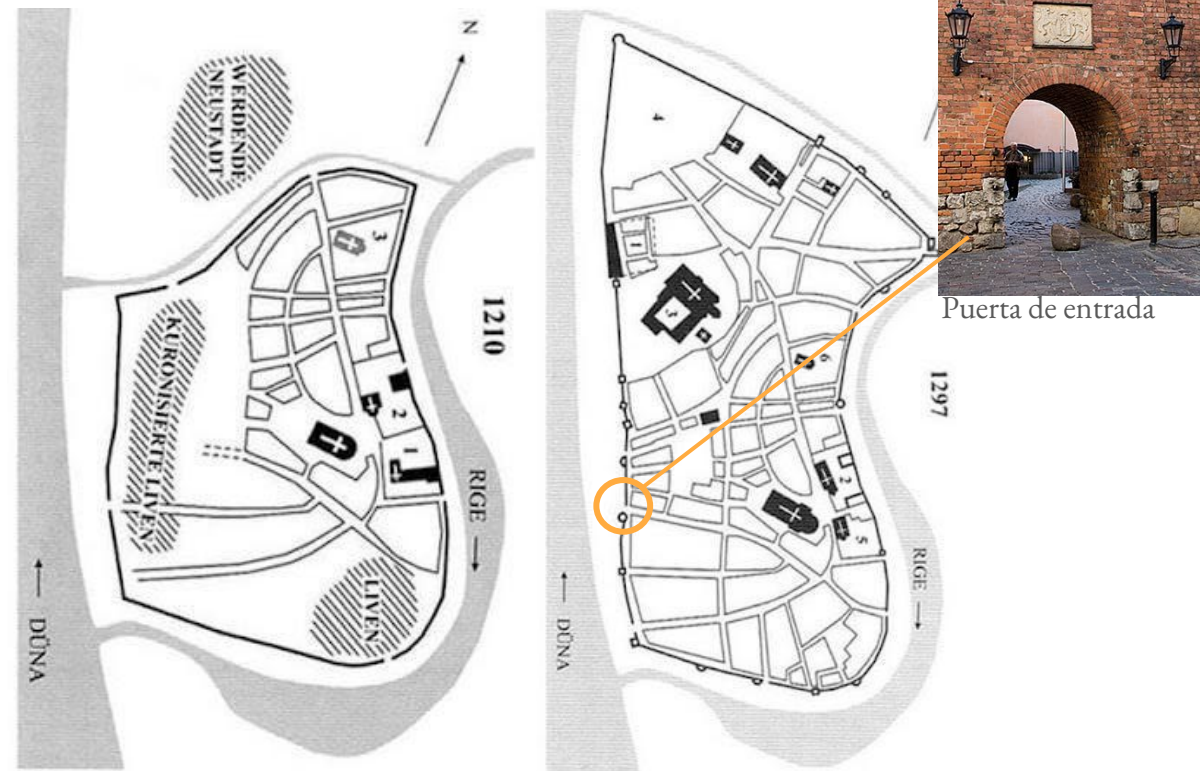 N
WERDENDE
NEUSTADT
3
1210
KURONISIERTE LIVEN
2
1
RIGE
LIVEN
DÜNA
4
1
3
6
1297
2
5
RIGE
DÜNA
Puerta de entrada